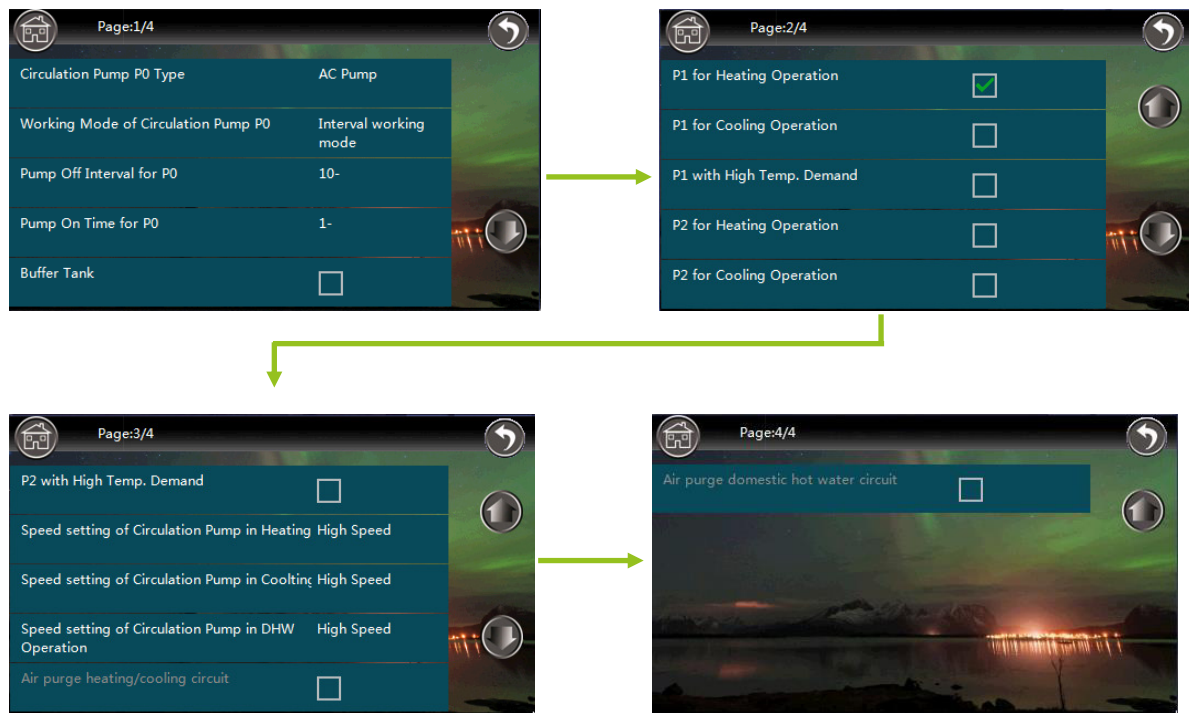 Page:1/4
Circulation Pump P0 Type AC Pump
Working Mode of Circulation Pump P0 Interval working
mode
Pump Off Interval for P0 10-
Pump On Time for P0 1-
Buffer Tank
Page:2/4
P1 for Heating Operation
P1 for Cooling Operation
P1 with High Temp. Demand
P2 for Heating Operation
P2 for Cooling Operation
Page:3/4
P2 with High Temp. Demand
Speed setting of Circulation Pump in Heating High Speed
Speed setting of Circulation Pump in Coolting High Speed
Speed setting of Circulation Pump in DHW High Speed
Operation
Air purge heating/cooling circuit
Page:4/4
Air purge domestic hot water circuit